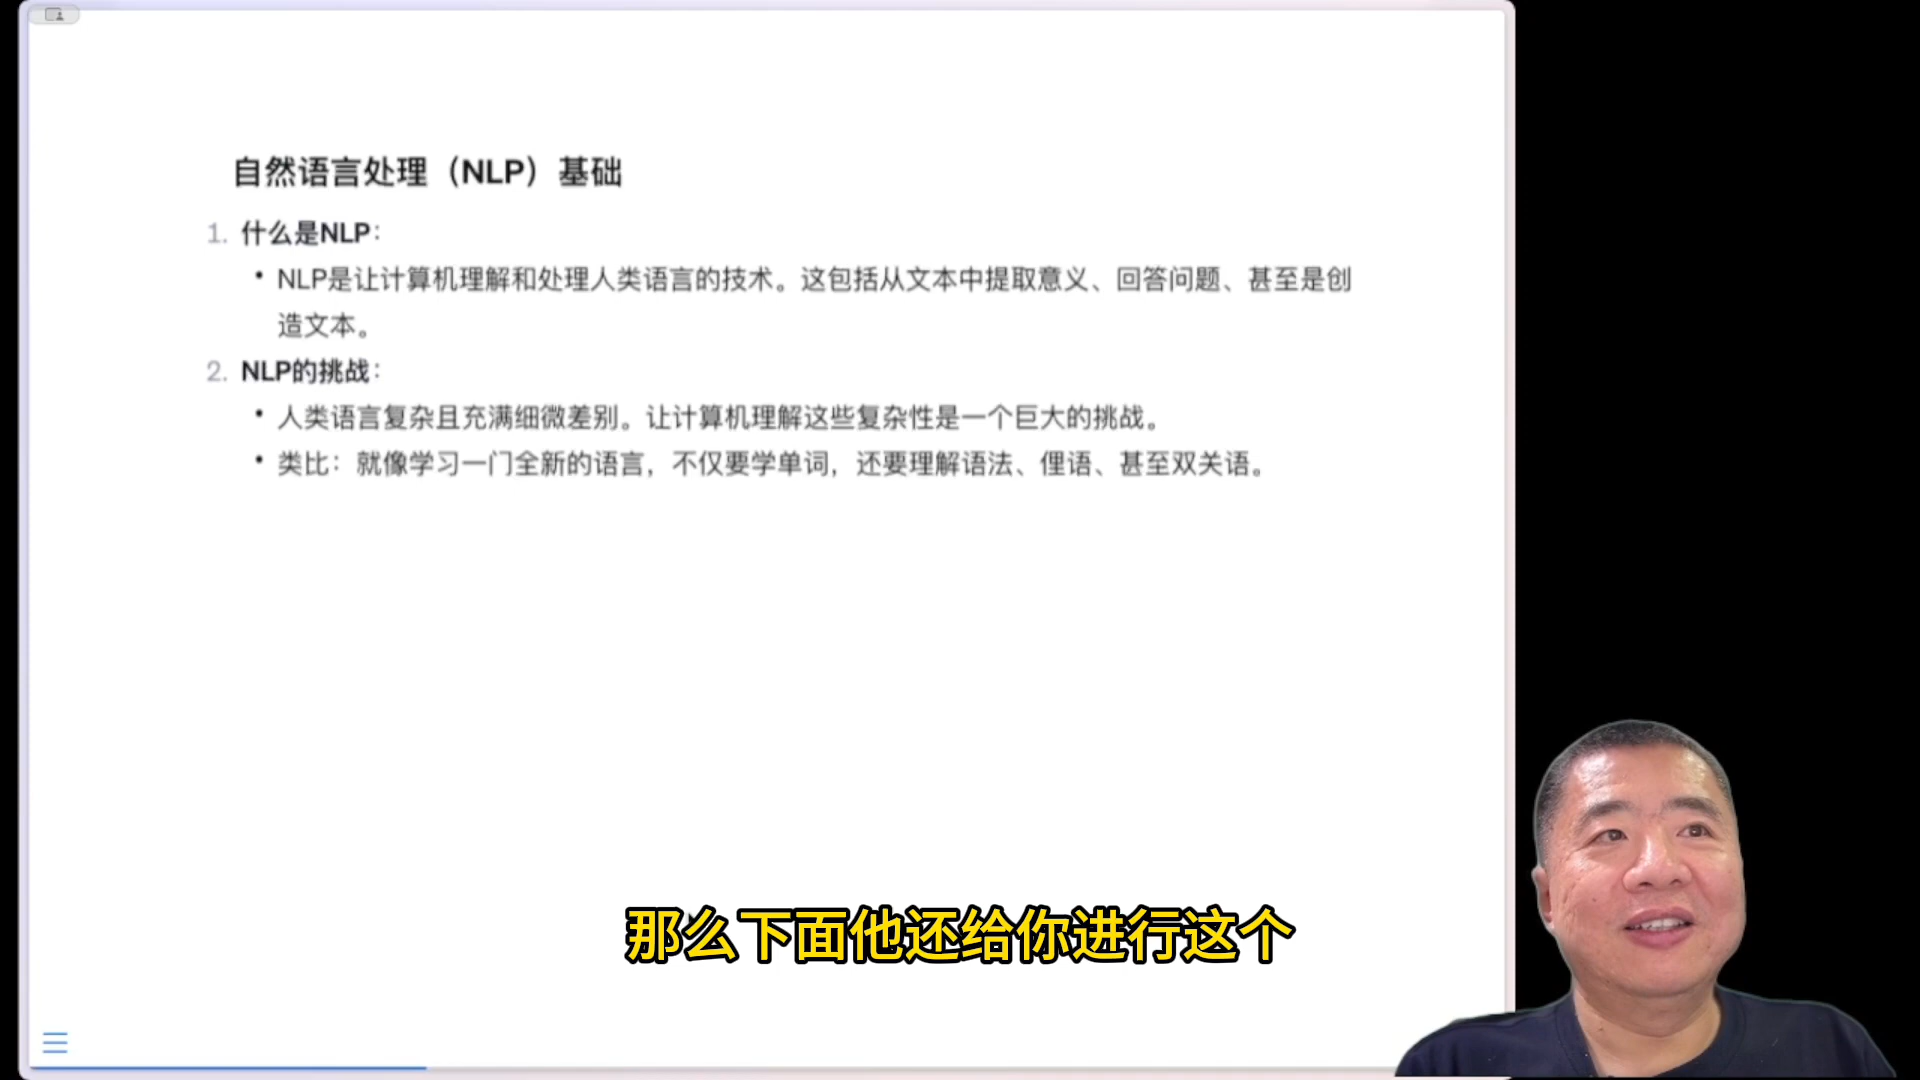 自然语言处理（NLP）基础
1. 什么是NLP：
• NLP是让计算机理解和处理人类语言的技术。这包括从文本中提取意义、回答问题、甚至是创
造文本。
2. NLP的挑战：
• 人类语言复杂且充满细微差别。让计算机理解这些复杂性是一个巨大的挑战。
• 类比：就像学习一门全新的语言，不仅要学单词，还要理解语法、俚语、甚至双关语。
那么下面他还给你进行这个